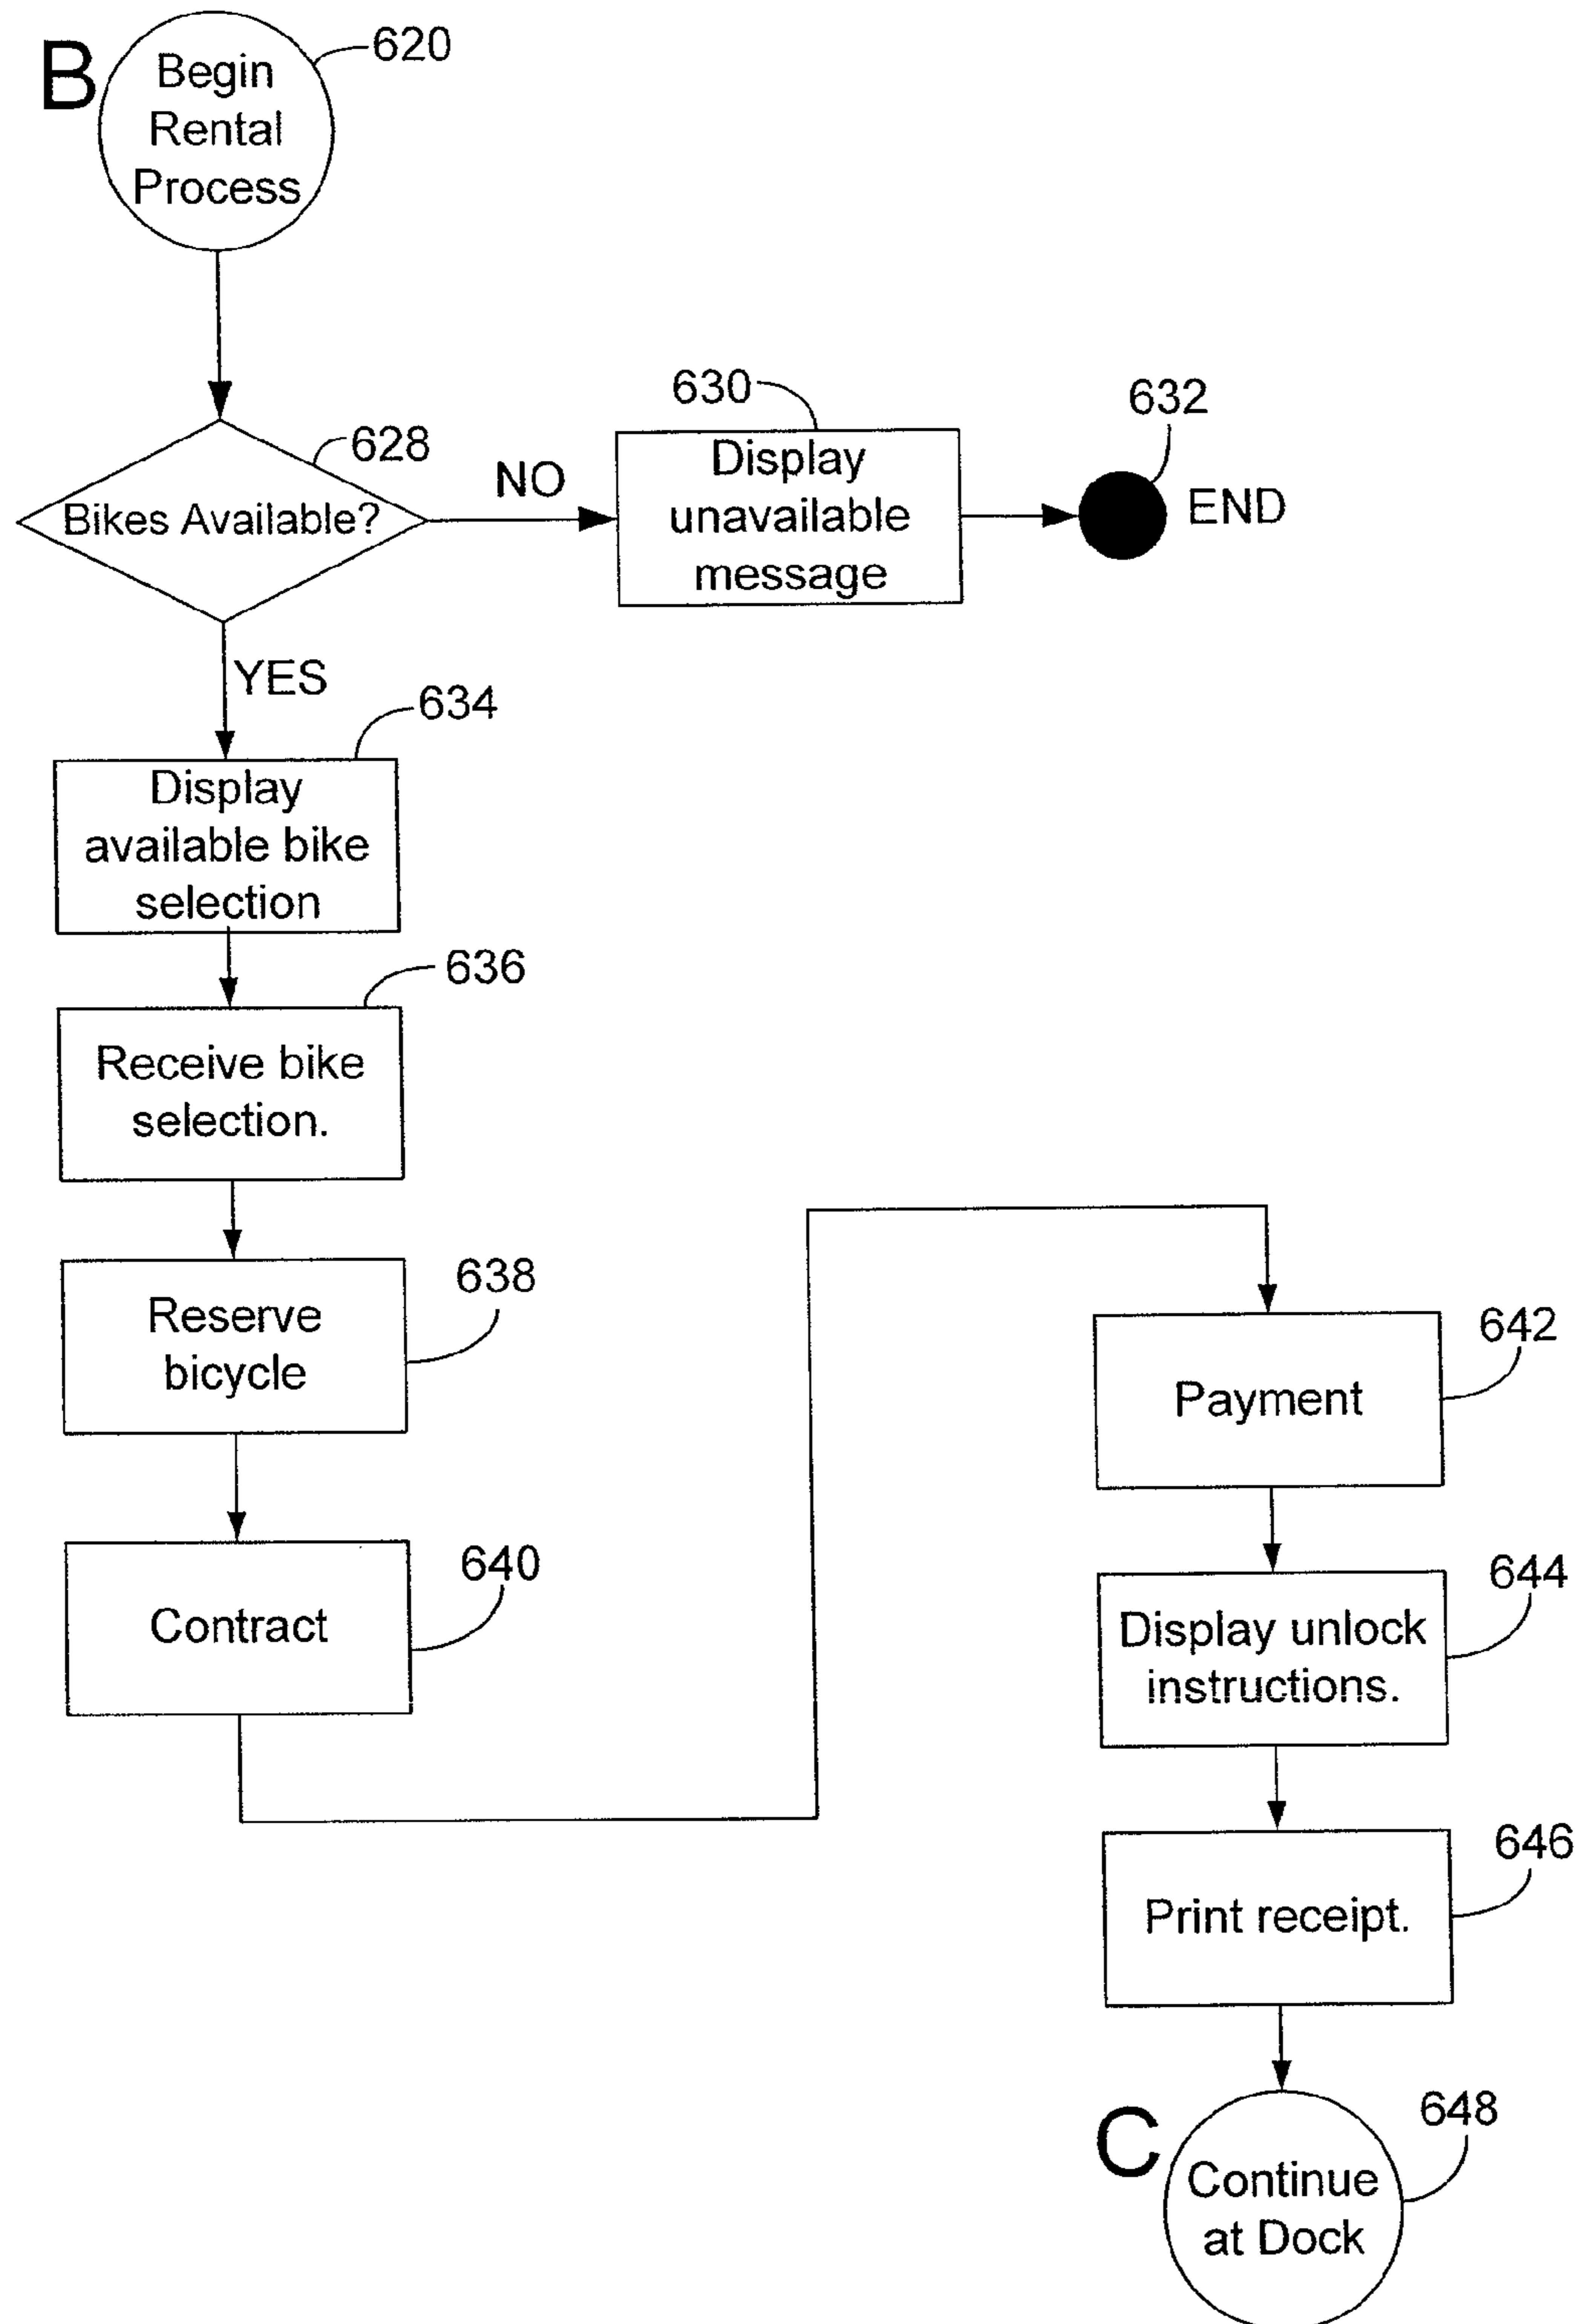 B
Begin
Rental
Process
620
Bikes Available?
628
NO
630
Display
unavailable
message
632
END
YES
634
Display
available bike
selection
636
Receive bike
selection.
638
Reserve
bicycle
640
Contract
642
Payment
644
Display unlock
instructions.
646
Print receipt.
C
648
Continue
at Dock